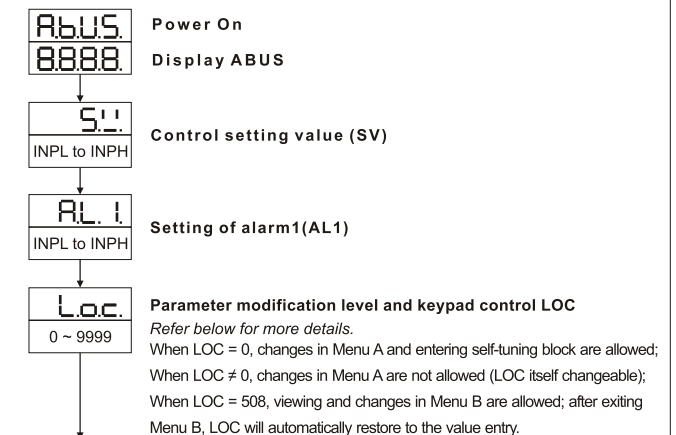 A.b.U.S.
Power On
8.8.8.8.
Display ABUS
Control setting value (SV)
INPL to INPH
A.L. 1.
Setting of alarm1(AL1)
INPL to INPH
L.o.c.
Parameter modification level and keypad control LOC
0 ~ 9999
Refer below for more details.
When LOC = 0, changes in Menu A and entering self-tuning block are allowed;
When LOC ≠ 0, changes in Menu A are not allowed (LOC itself changeable);
When LOC = 508, viewing and changes in Menu B are allowed; after exiting
Menu B, LOC will automatically restore to the value entry.